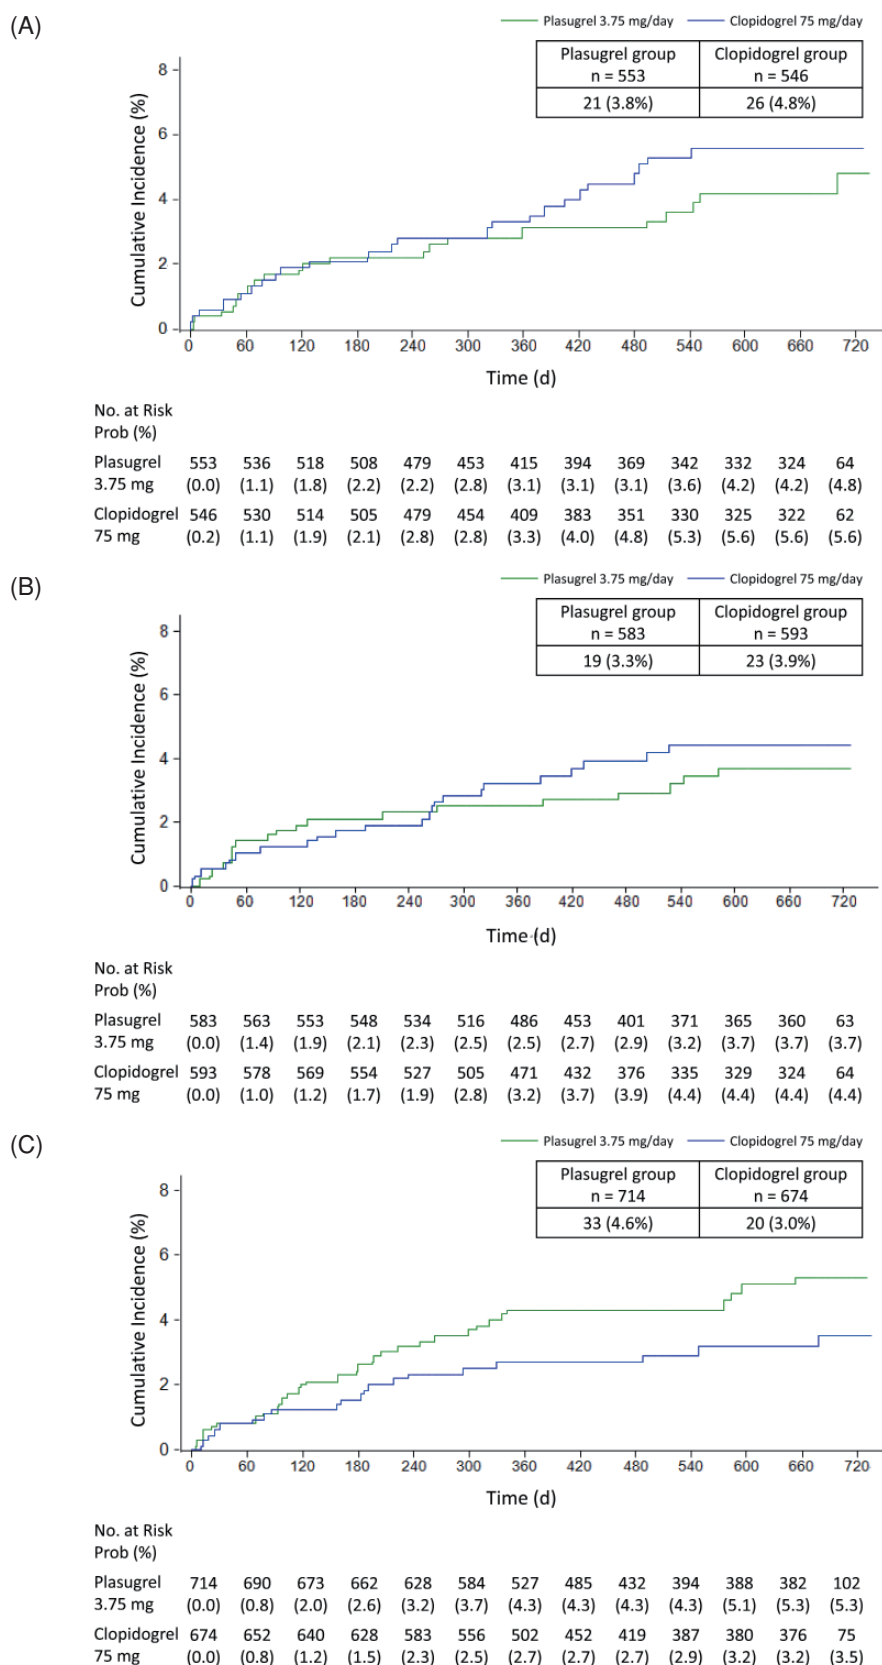 (A)
Plasugrel 3.75 mg/day Clopidogrel 75 mg/day
Plasugrel group Clopidogrel group
n = 553 n = 546
21 (3.8%) 26 (4.8%)
Cumulative Incidence (%)
8
6
4
2
0
0 60 120 180 240 300 360 420 480 540 600 660 720
Time (d)
No. at Risk
Prob (%)
Plasugrel 553 536 518 508 479 453 415 394 369 342 332 324 64
3.75 mg (0.0) (1.1) (1.8) (2.2) (2.2) (2.8) (3.1) (3.1) (3.1) (3.6) (4.2) (4.2) (4.8)
Clopidogrel 546 530 514 505 479 454 409 383 351 330 325 322 62
75 mg (0.2) (1.1) (1.9) (2.1) (2.8) (2.8) (3.3) (4.0) (4.8) (5.3) (5.6) (5.6) (5.6)
(B)
Plasugrel 3.75 mg/day Clopidogrel 75 mg/day
Plasugrel group Clopidogrel group
n = 583 n = 593
19 (3.3%) 23 (3.9%)
Cumulative Incidence (%)
8
6
4
2
0
0 60 120 180 240 300 360 420 480 540 600 660 720
Time (d)
No. at Risk
Prob (%)
Plasugrel 583 563 553 548 534 516 486 453 401 371 365 360 63
3.75 mg (0.0) (1.4) (1.9) (2.1) (2.3) (2.5) (2.5) (2.7) (2.9) (3.2) (3.7) (3.7) (3.7)
Clopidogrel 593 578 569 554 527 505 471 432 376 335 329 324 64
75 mg (0.0) (1.0) (1.2) (1.7) (1.9) (2.8) (3.2) (3.7) (3.9) (4.4) (4.4) (4.4) (4.4)
(C)
Plasugrel 3.75 mg/day Clopidogrel 75 mg/day
Plasugrel group Clopidogrel group
n = 714 n = 674
33 (4.6%) 20 (3.0%)
Cumulative Incidence (%)
8
6
4
2
0
0 60 120 180 240 300 360 420 480 540 600 660 720
Time (d)
No. at Risk
Prob (%)
Plasugrel 714 690 673 662 628 584 527 485 432 394 388 382 102
3.75 mg (0.0) (0.8) (2.0) (2.6) (3.2) (3.7) (4.3) (4.3) (4.3) (4.3) (5.1) (5.3) (5.3)
Clopidogrel 674 652 640 628 583 556 502 452 419 387 380 376 75
75 mg (0.0) (0.8) (1.2) (1.5) (2.3) (2.5) (2.7) (2.7) (2.7) (2.9) (3.2) (3.2) (3.5)